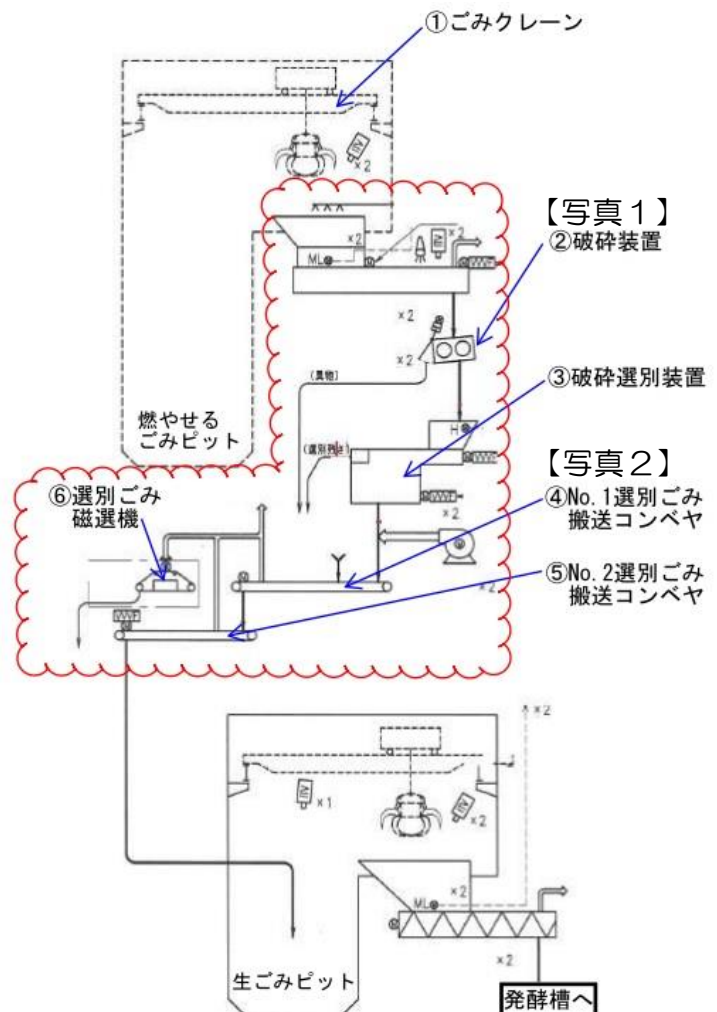 ①ごみクレーン
×2
【写真1】
②破砕装置
×2
×2
ML
×2
×2
(異物)
③破砕選別装置
燃やせる
ごみピット
H
【写真2】
⑥選別ごみ
磁選機
×2
④No.1選別ごみ
搬送コンベヤ
⑤No.2選別ごみ
搬送コンベヤ
×2
×2
×1
×2
×2
ML
×2
生ごみピット
発酵槽へ